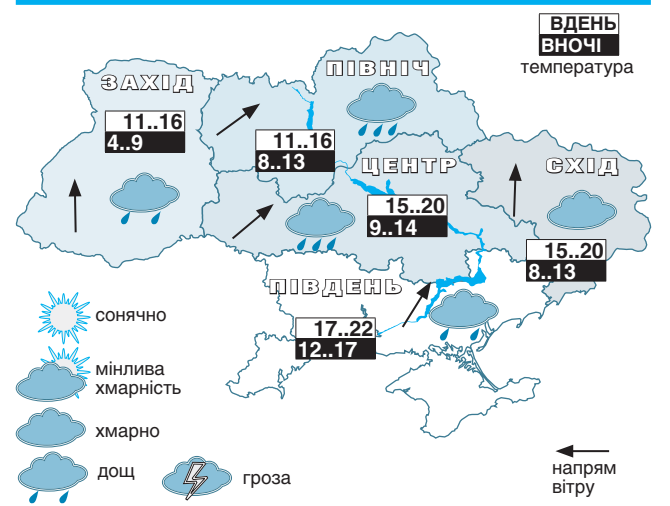 ВДЕНЬ
ВНОЧІ
температура
ЗАХІД
11..16
4..9
ПІВНІЧ
11..16
8..13
ЦЕНТР
15..20
9..14
СХІД
15..20
8..13
ПІВДЕНЬ
17..22
12..17
сонячно
мінлива
хмарність
хмарно
дощ
гроза
напрям
вітру